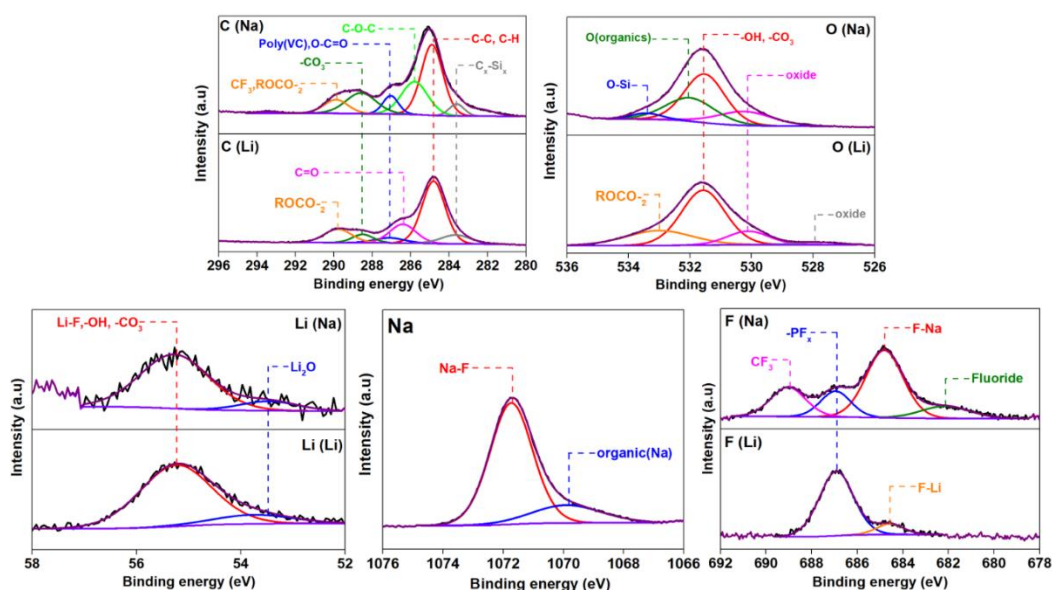 C (Na)
C-O-C
Poly(VC),O-C=O
-CO₃
CF₃,ROCO-₂
C-C, C-H
Cₓ-Siₓ
C (Li)
C=O
ROCO-₂
Intensity (a.u)
296 294 292 290 288 286 284 282 280
Binding energy (eV)
O (Na)
O(organics)
-OH, -CO₃
O-Si
oxide
O (Li)
ROCO-₂
oxide
Intensity (a.u)
536 534 532 530 528 526
Binding energy (eV)
Li-F,-OH, -CO₃
Li (Na)
Li₂O
Li (Li)
Intensity (a.u)
58 56 54 52
Binding energy (eV)
Na
Na-F
organic(Na)
Intensity (a.u)
1076 1074 1072 1070 1068 1066
Binding energy (eV)
F (Na)
-PFₓ
F-Na
CF₃
Fluoride
F (Li)
F-Li
Intensity (a.u)
692 690 688 686 684 682 680 678
Binding energy (eV)